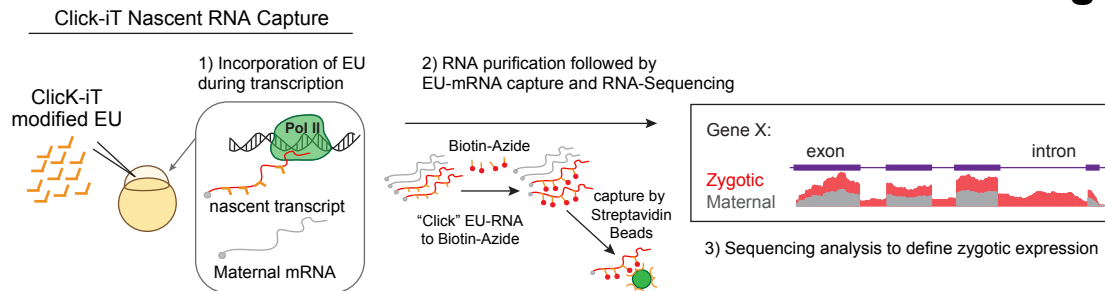 Click-iT Nascent RNA Capture
ClicK-iT
modified EU
1) Incorporation of EU
during transcription
Pol II
nascent transcript
Maternal mRNA
2) RNA purification followed by
EU-mRNA capture and RNA-Sequencing
Biotin-Azide
"Click" EU-RNA
to Biotin-Azide
capture by
Streptavidin
Beads
Gene X:
exon
intron
Zygotic
Maternal
3) Sequencing analysis to define zygotic expression